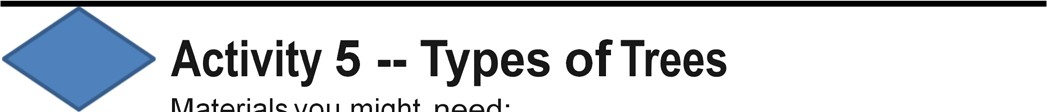 Activity 5 -- Types of Trees
Materials you might need: